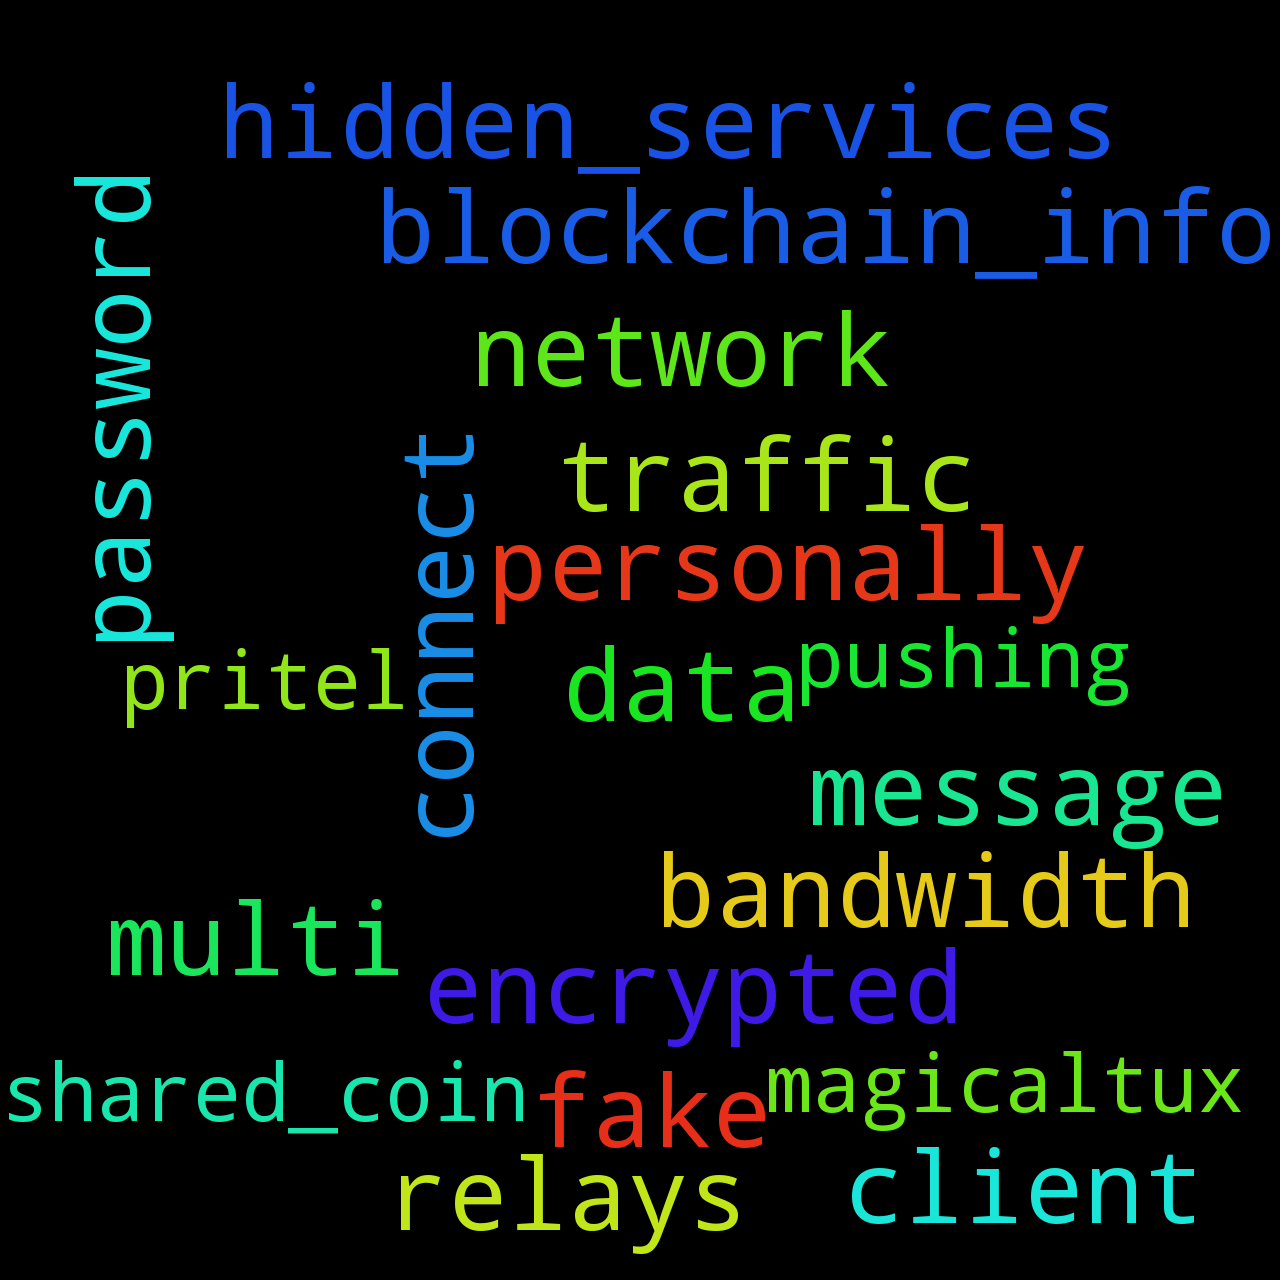 hidden_services
blockchain_info
password
network
traffic
connect
personally
pushing
pritel
data
message
bandwidth
multi
encrypted
shared_coin
fake
magicaltux
relays
client